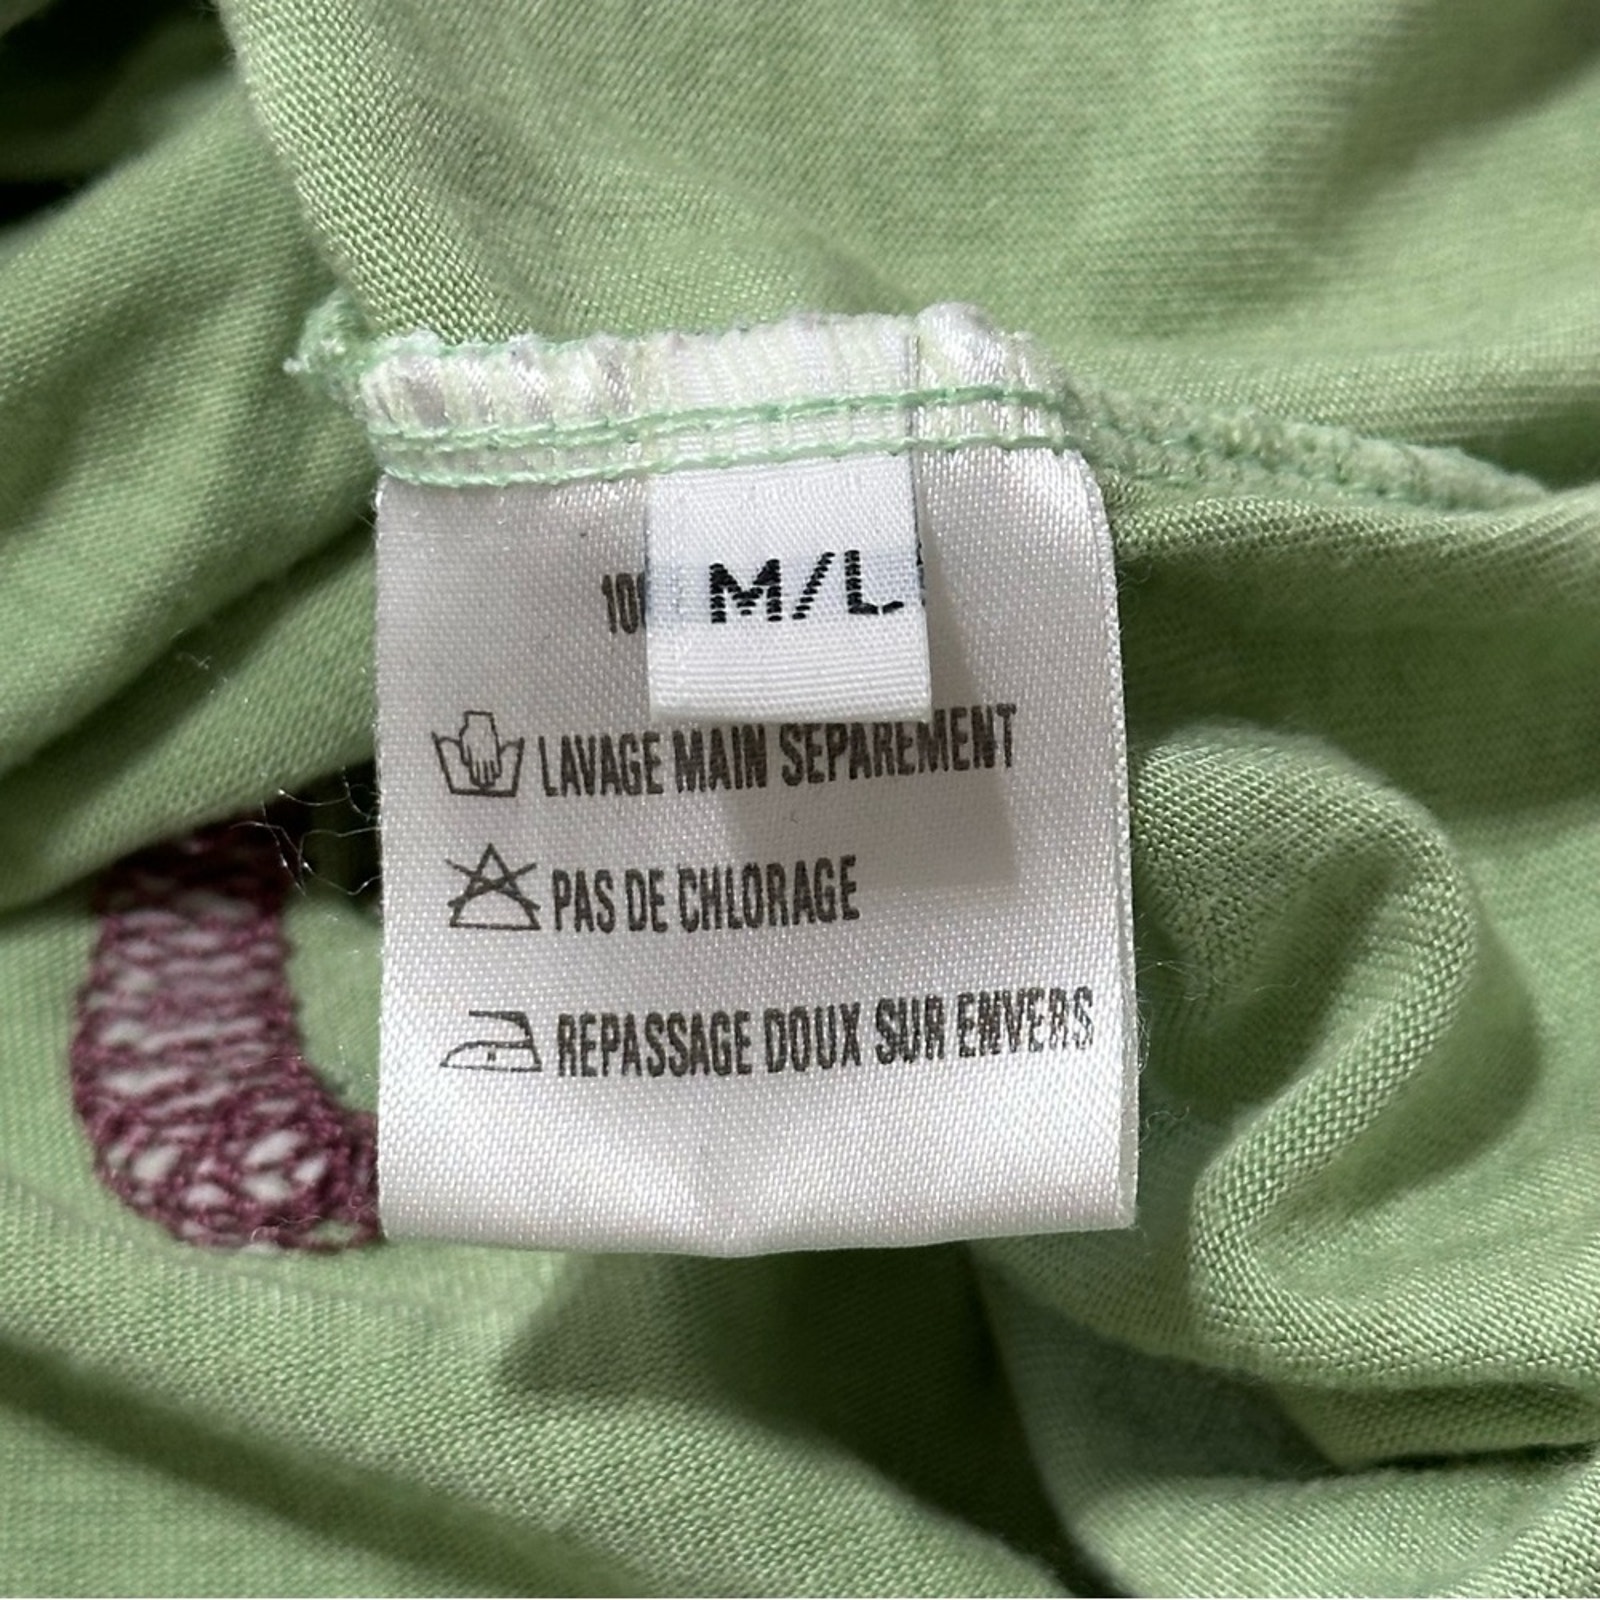 M/L
LAVAGE MAIN SEPAREMENT
PAS DE CHLORAGE
REPASSAGE DOUX SUR ENVERS